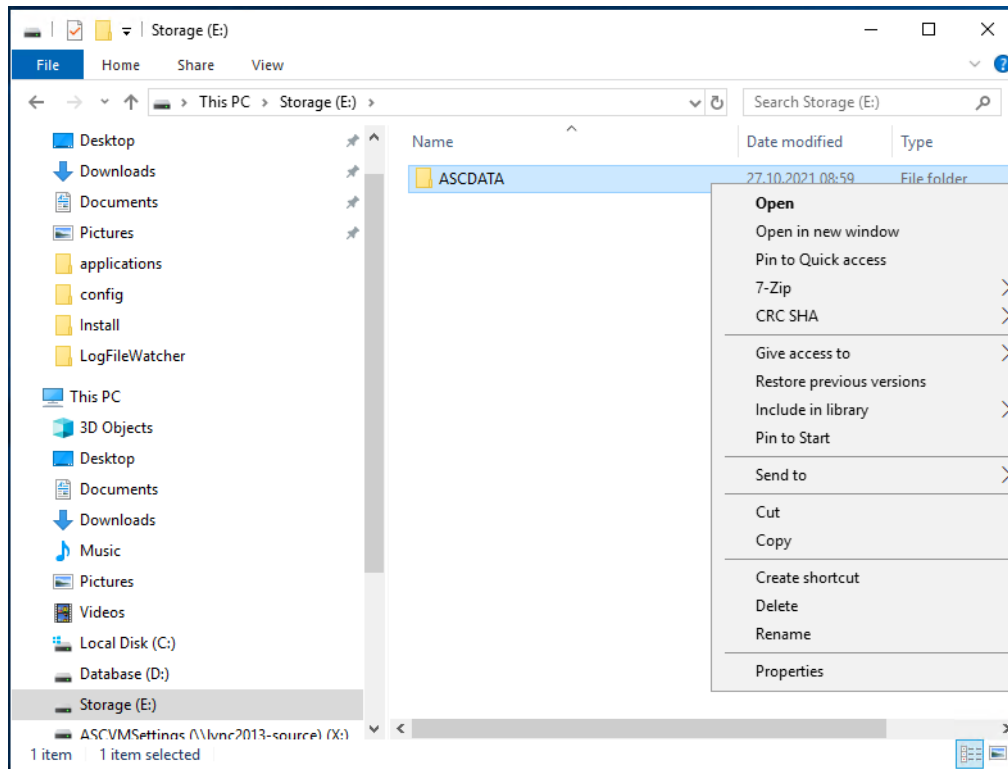 Storage (E:)
File Home Share View
This PC > Storage (E:) >
Search Storage (E:)
Desktop
Downloads
Documents
Pictures
applications
config
Install
LogFileWatcher
This PC
3D Objects
Desktop
Documents
Downloads
Music
Pictures
Videos
Local Disk (C:)
Database (D:)
Storage (E:)
ASCVMSettings (\\lync2013-source) (X:)
Name Date modified Type
ASCDATA 27.10.2021 08:59 File folder
Open
Open in new window
Pin to Quick access
7-Zip
CRC SHA
Give access to
Restore previous versions
Include in library
Pin to Start
Send to
Cut
Copy
Create shortcut
Delete
Rename
Properties
1 item 1 item selected